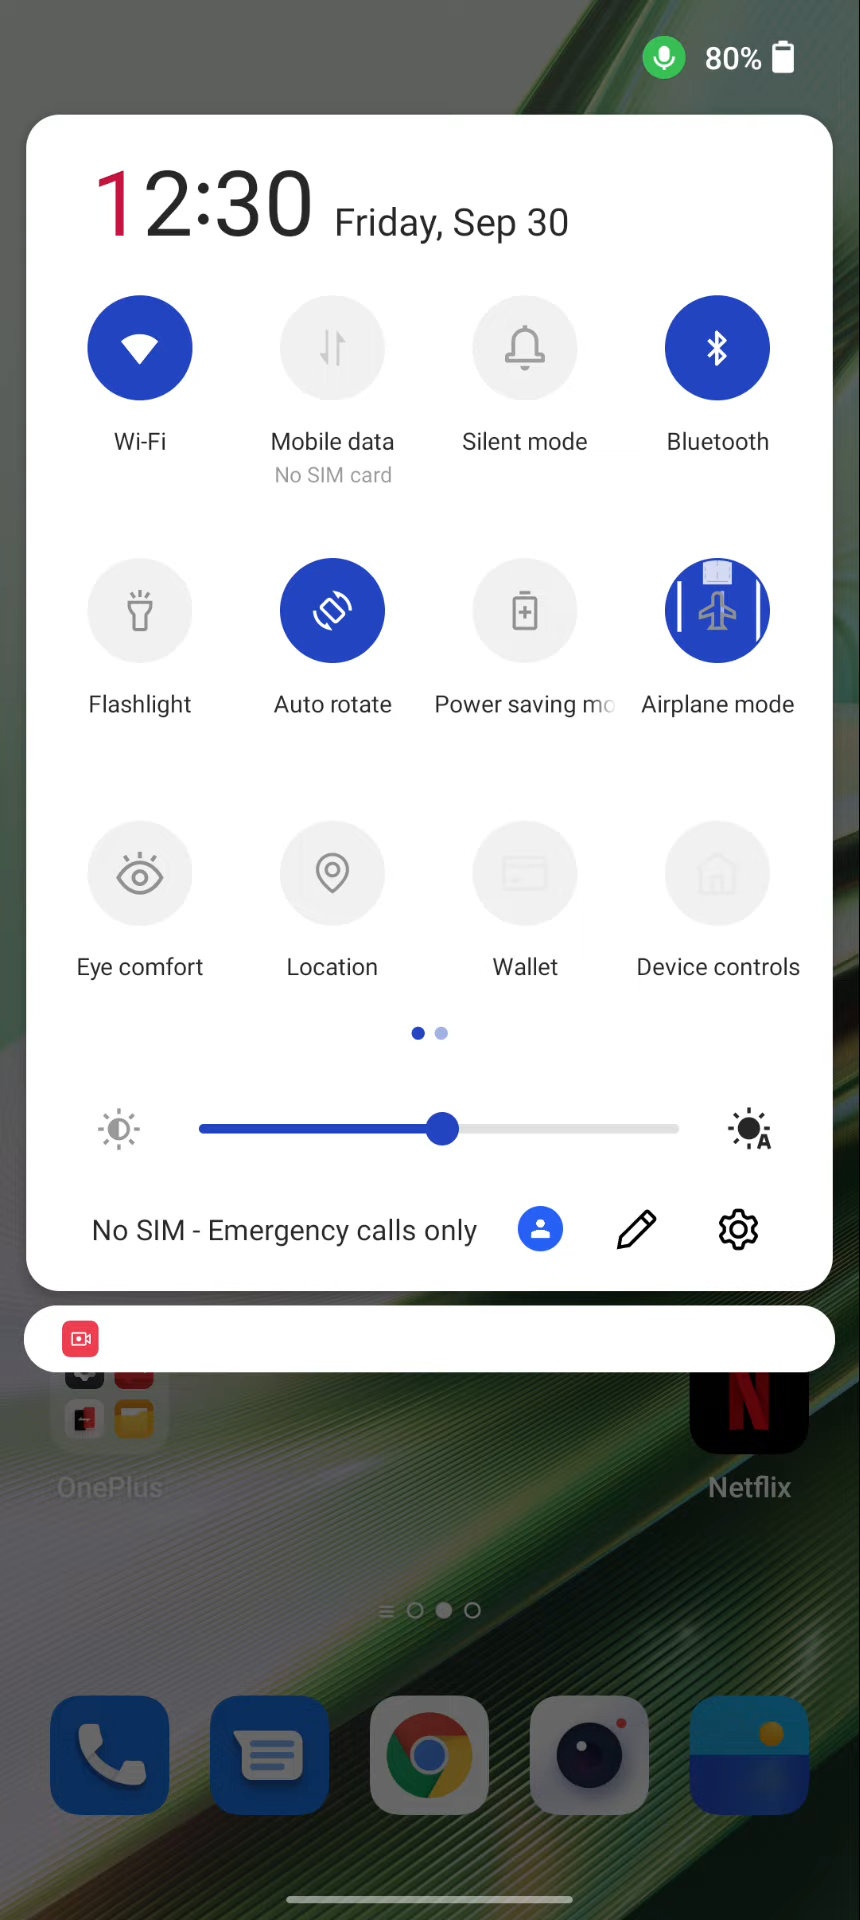 80%
12:30 Friday, Sep 30
Wi-Fi
Mobile data
No SIM card
Silent mode
Bluetooth
Flashlight
Auto rotate
Power saving mo
Airplane mode
Eye comfort
Location
Wallet
Device controls
A
No SIM - Emergency calls only
N
OnePlus
Netflix